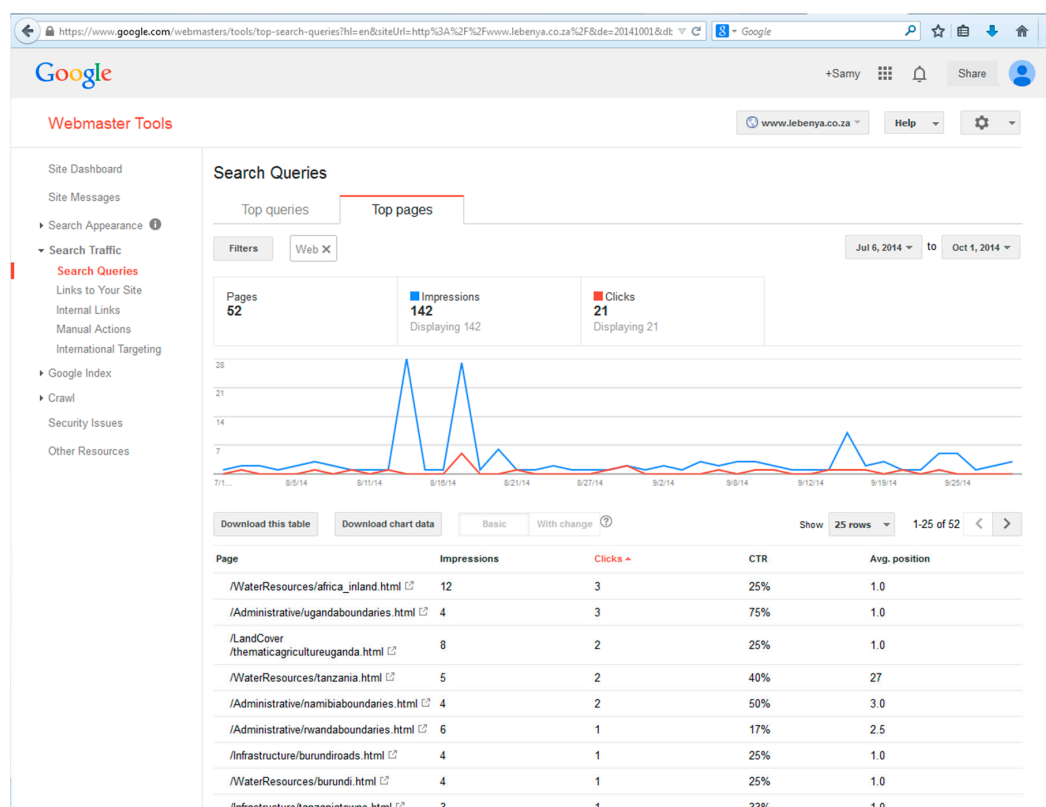 https://www.google.com/webmasters/tools/top-search-queries?hl=en&siteUrl=http%3A%2F%2Fwww.lebenya.co.za%2F&de=20141001&db
Google
Google
+Samy
Share
Webmaster Tools
www.lebenya.co.za
Help
Site Dashboard
Site Messages
Search Appearance
Search Traffic
Search Queries
Links to Your Site
Internal Links
Manual Actions
International Targeting
Google Index
Crawl
Security Issues
Other Resources
Search Queries
Top queries Top pages
Filters Web Jul 6, 2014 to Oct 1, 2014
Pages Impressions Clicks
52 142 21
Displaying 142 Displaying 21
28
21
14
7
7/1... 8/5/14 8/11/14 8/16/14 8/21/14 8/27/14 9/2/14 9/8/14 9/12/14 9/19/14 9/25/14
Download this table Download chart data Basic With change ? Show 25 rows 1-25 of 52
Page Impressions Clicks CTR Avg. position
/WaterResources/africa_inland.html 12 3 25% 1.0
/Administrative/ugandaboundaries.html 4 3 75% 1.0
/LandCover
/thematicagricultureuganda.html 8 2 25% 1.0
/WaterResources/tanzania.html 5 2 40% 27
/Administrative/namibiaboundaries.html 4 2 50% 3.0
/Administrative/rwandaboundaries.html 6 1 17% 2.5
/Infrastructure/burundiroads.html 4 1 25% 1.0
/WaterResources/burundi.html 4 1 25% 1.0
/Infrastructure/tanzaniatowns.html 3 1 33% 1.0